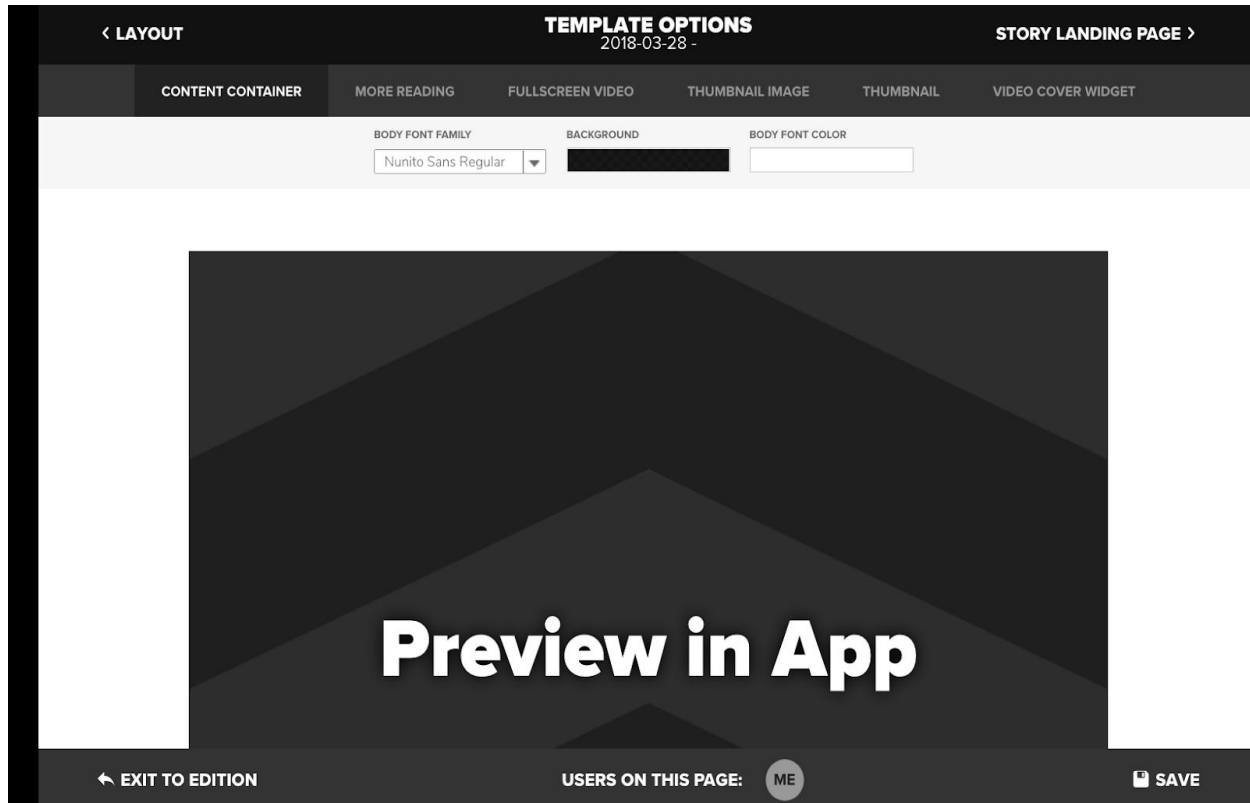 < LAYOUT
TEMPLATE OPTIONS
2018-03-28 -
STORY LANDING PAGE >
CONTENT CONTAINER
MORE READING
FULLSCREEN VIDEO
THUMBNAIL IMAGE
THUMBNAIL
VIDEO COVER WIDGET
BODY FONT FAMILY
BACKGROUND
BODY FONT COLOR
Nunito Sans Regular
Preview in App
EXIT TO EDITION
USERS ON THIS PAGE:
ME
SAVE